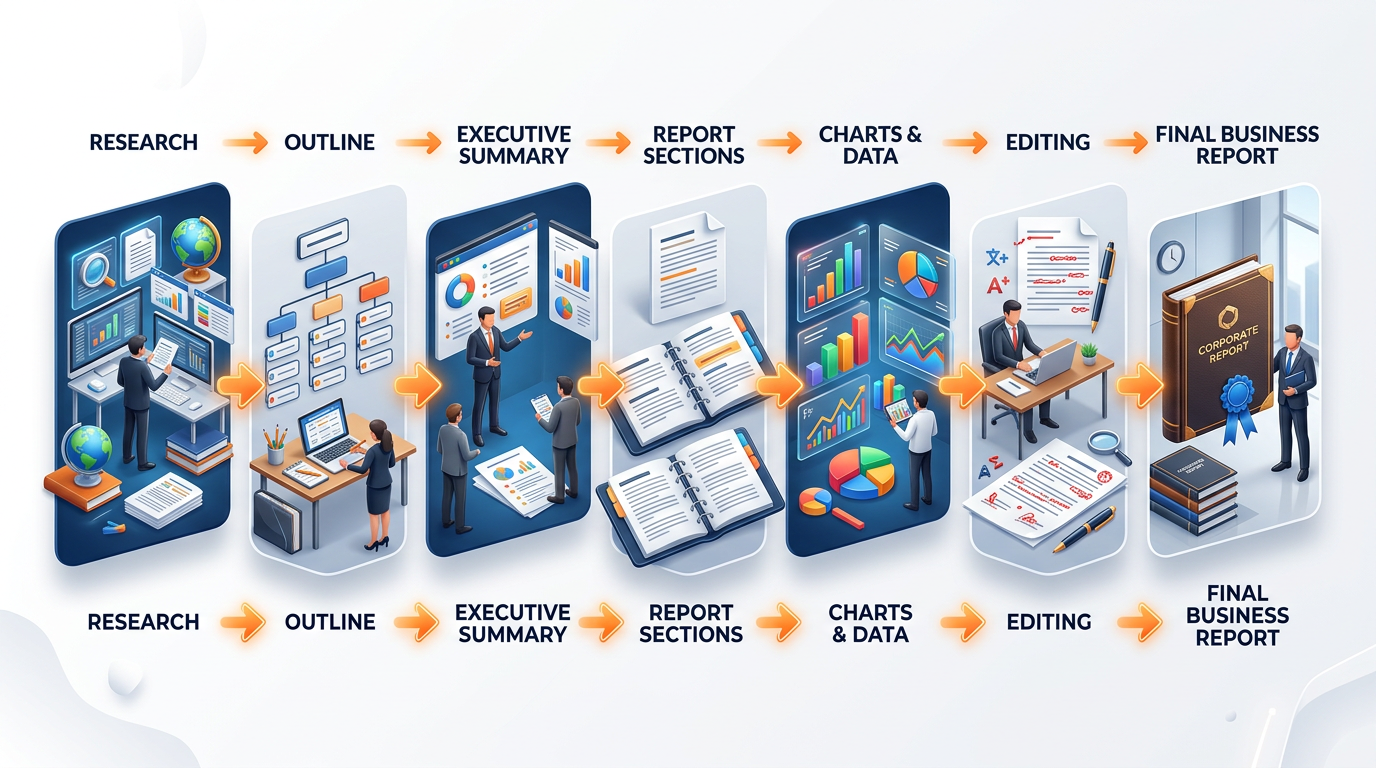 RESEARCH
OUTLINE
EXECUTIVE
SUMMARY
REPORT
SECTIONS
CHARTS &
DATA
EDITING
FINAL BUSINESS
REPORT
A+
CORPORATE
REPORT
RESEARCH
OUTLINE
EXECUTIVE
SUMMARY
REPORT
SECTIONS
CHARTS
& DATA
EDITING
FINAL
BUSINESS
REPORT